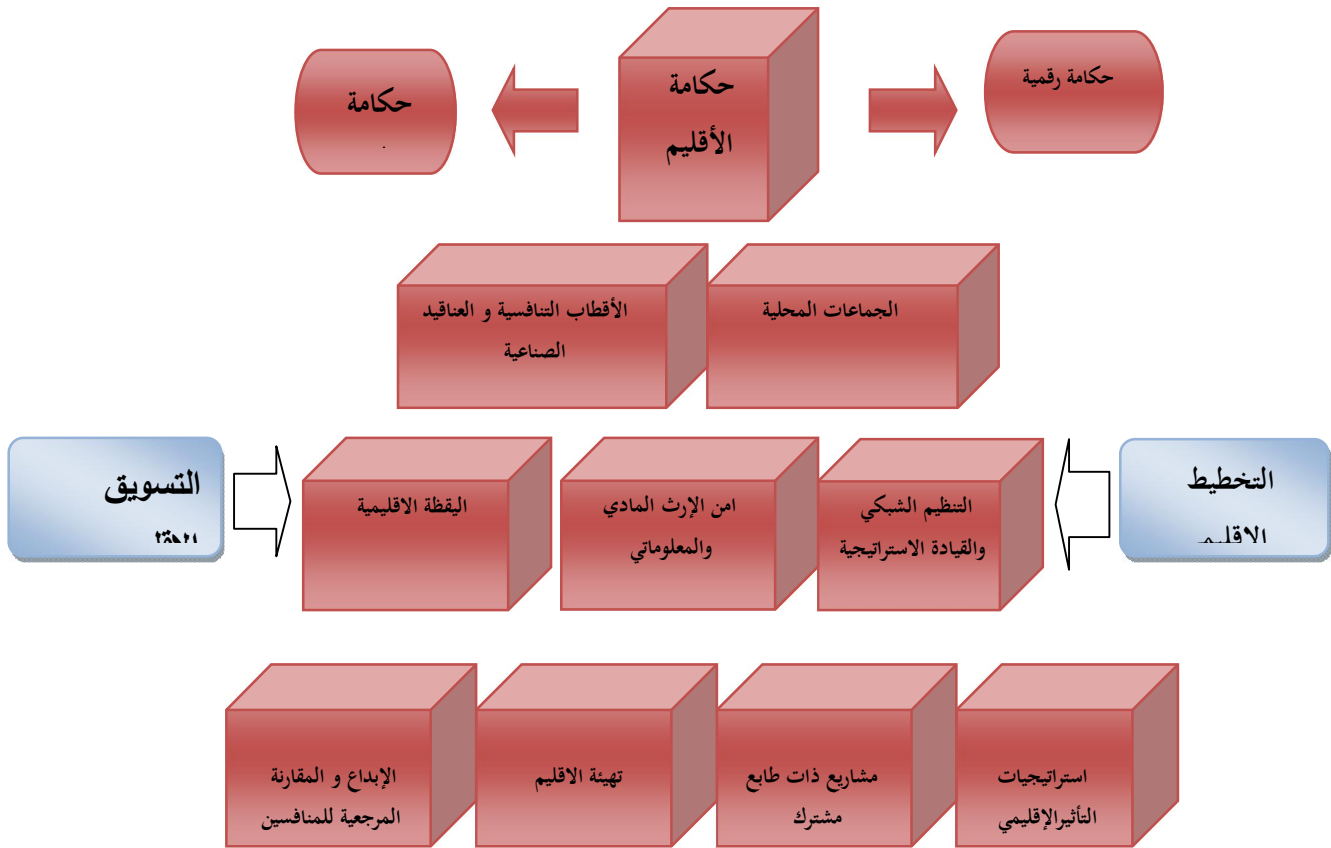 حكامة رقمية
حكامة
الأقليم
حكامة
الجماعات المحلية
الأقطاب التنافسية و العناقيد
الصناعية
التخطيط
التنظيم الشبكي
والقيادة الاستراتيجية
امن الإرث المادي
والمعلوماتي
اليقظة الاقليمية
التسويق
استراتيجيات
التأثيرالإقليمي
مشاريع ذات طابع
مشترك
تهيئة الاقليم
الإبداع و المقارنة
المرجعية للمنافسين